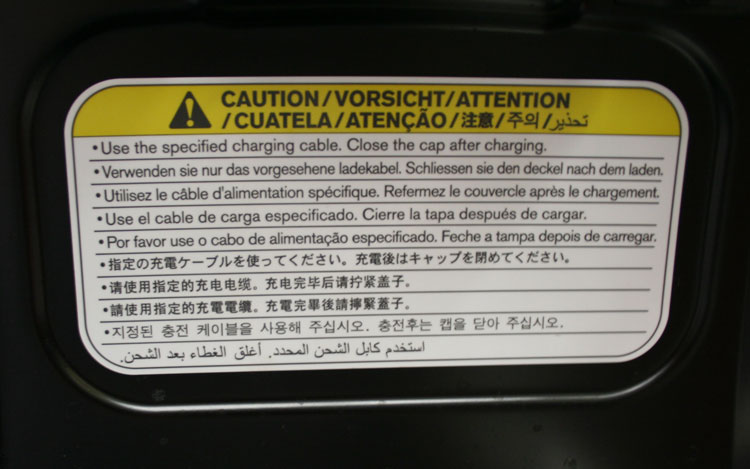 CAUTION/VORSICHT/ATTENTION
/CUATELA/ATENÇÃO/注意/주의/تحذير
•Use the specified charging cable. Close the cap after charging.
•Verwenden sie nur das vorgesehene ladekabel. Schliessen sie den deckel nach dem laden.
•Utilisez le câble d'alimentation spécifique. Refermez le couvercle après le chargement.
•Use el cable de carga especificado. Cierre la tapa después de cargar.
•Por favor use o cabo de alimentação especificado. Feche a tampa depois de carregar.
•指定の充電ケーブルを使ってください。充電後はキャップを閉めてください。
•请使用指定的充电电缆。充电完毕后请拧紧盖子。
•請使用指定的充電電纜。充電完畢後請擰緊蓋子。
•지정된 충전 케이블을 사용해 주십시오. 충전후는 캡을 닫아 주십시오.
استخدم كابل الشحن المحدد. أغلق الغطاء بعد الشحن.